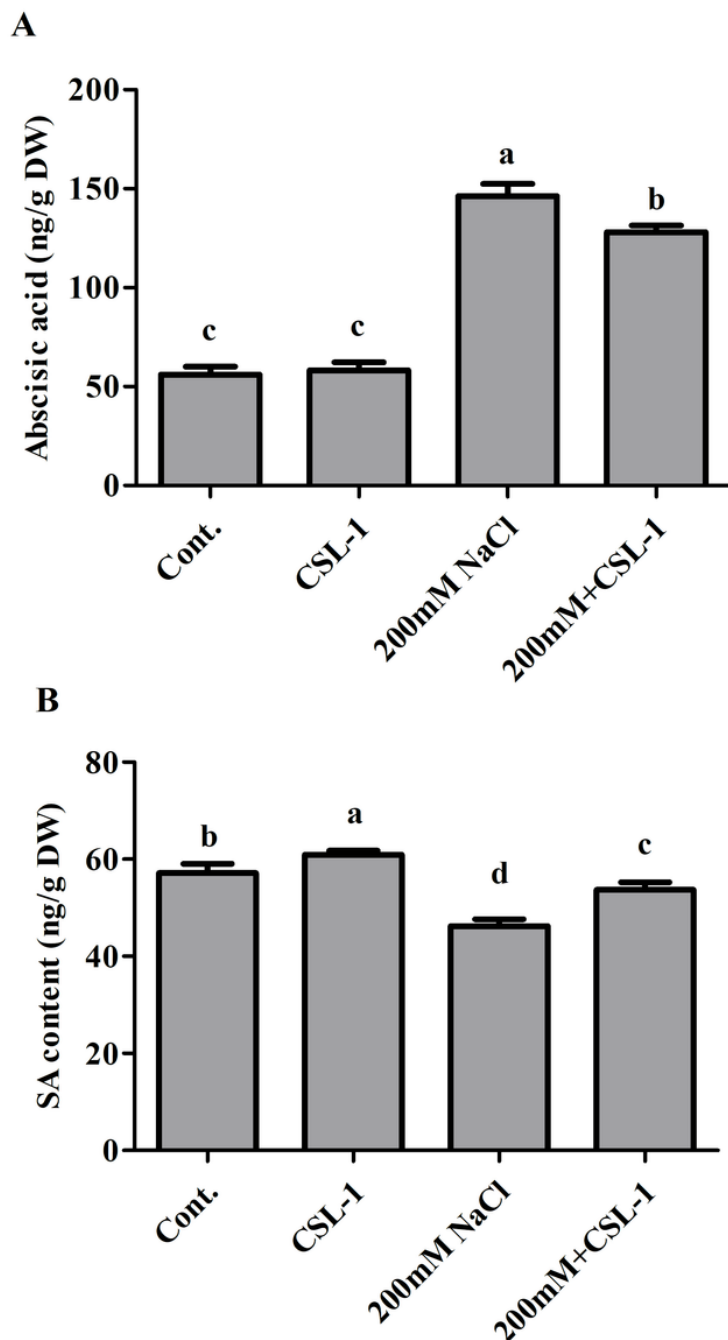 A
Abscisic acid (ng/g DW)
200
150
100
50
0
c
c
a
b
Cont.
CSL-1
200mM NaCl
200mM+CSL-1
B
SA content (ng/g DW)
80
60
40
20
0
b
a
d
c
Cont.
CSL-1
200mM NaCl
200mM+CSL-1